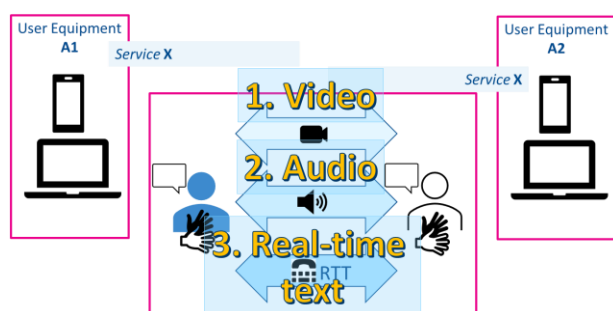 User Equipment
A1
Service X
User Equipment
A2
Service X
1. Video
2. Audio
3. Real-time
RTT
text